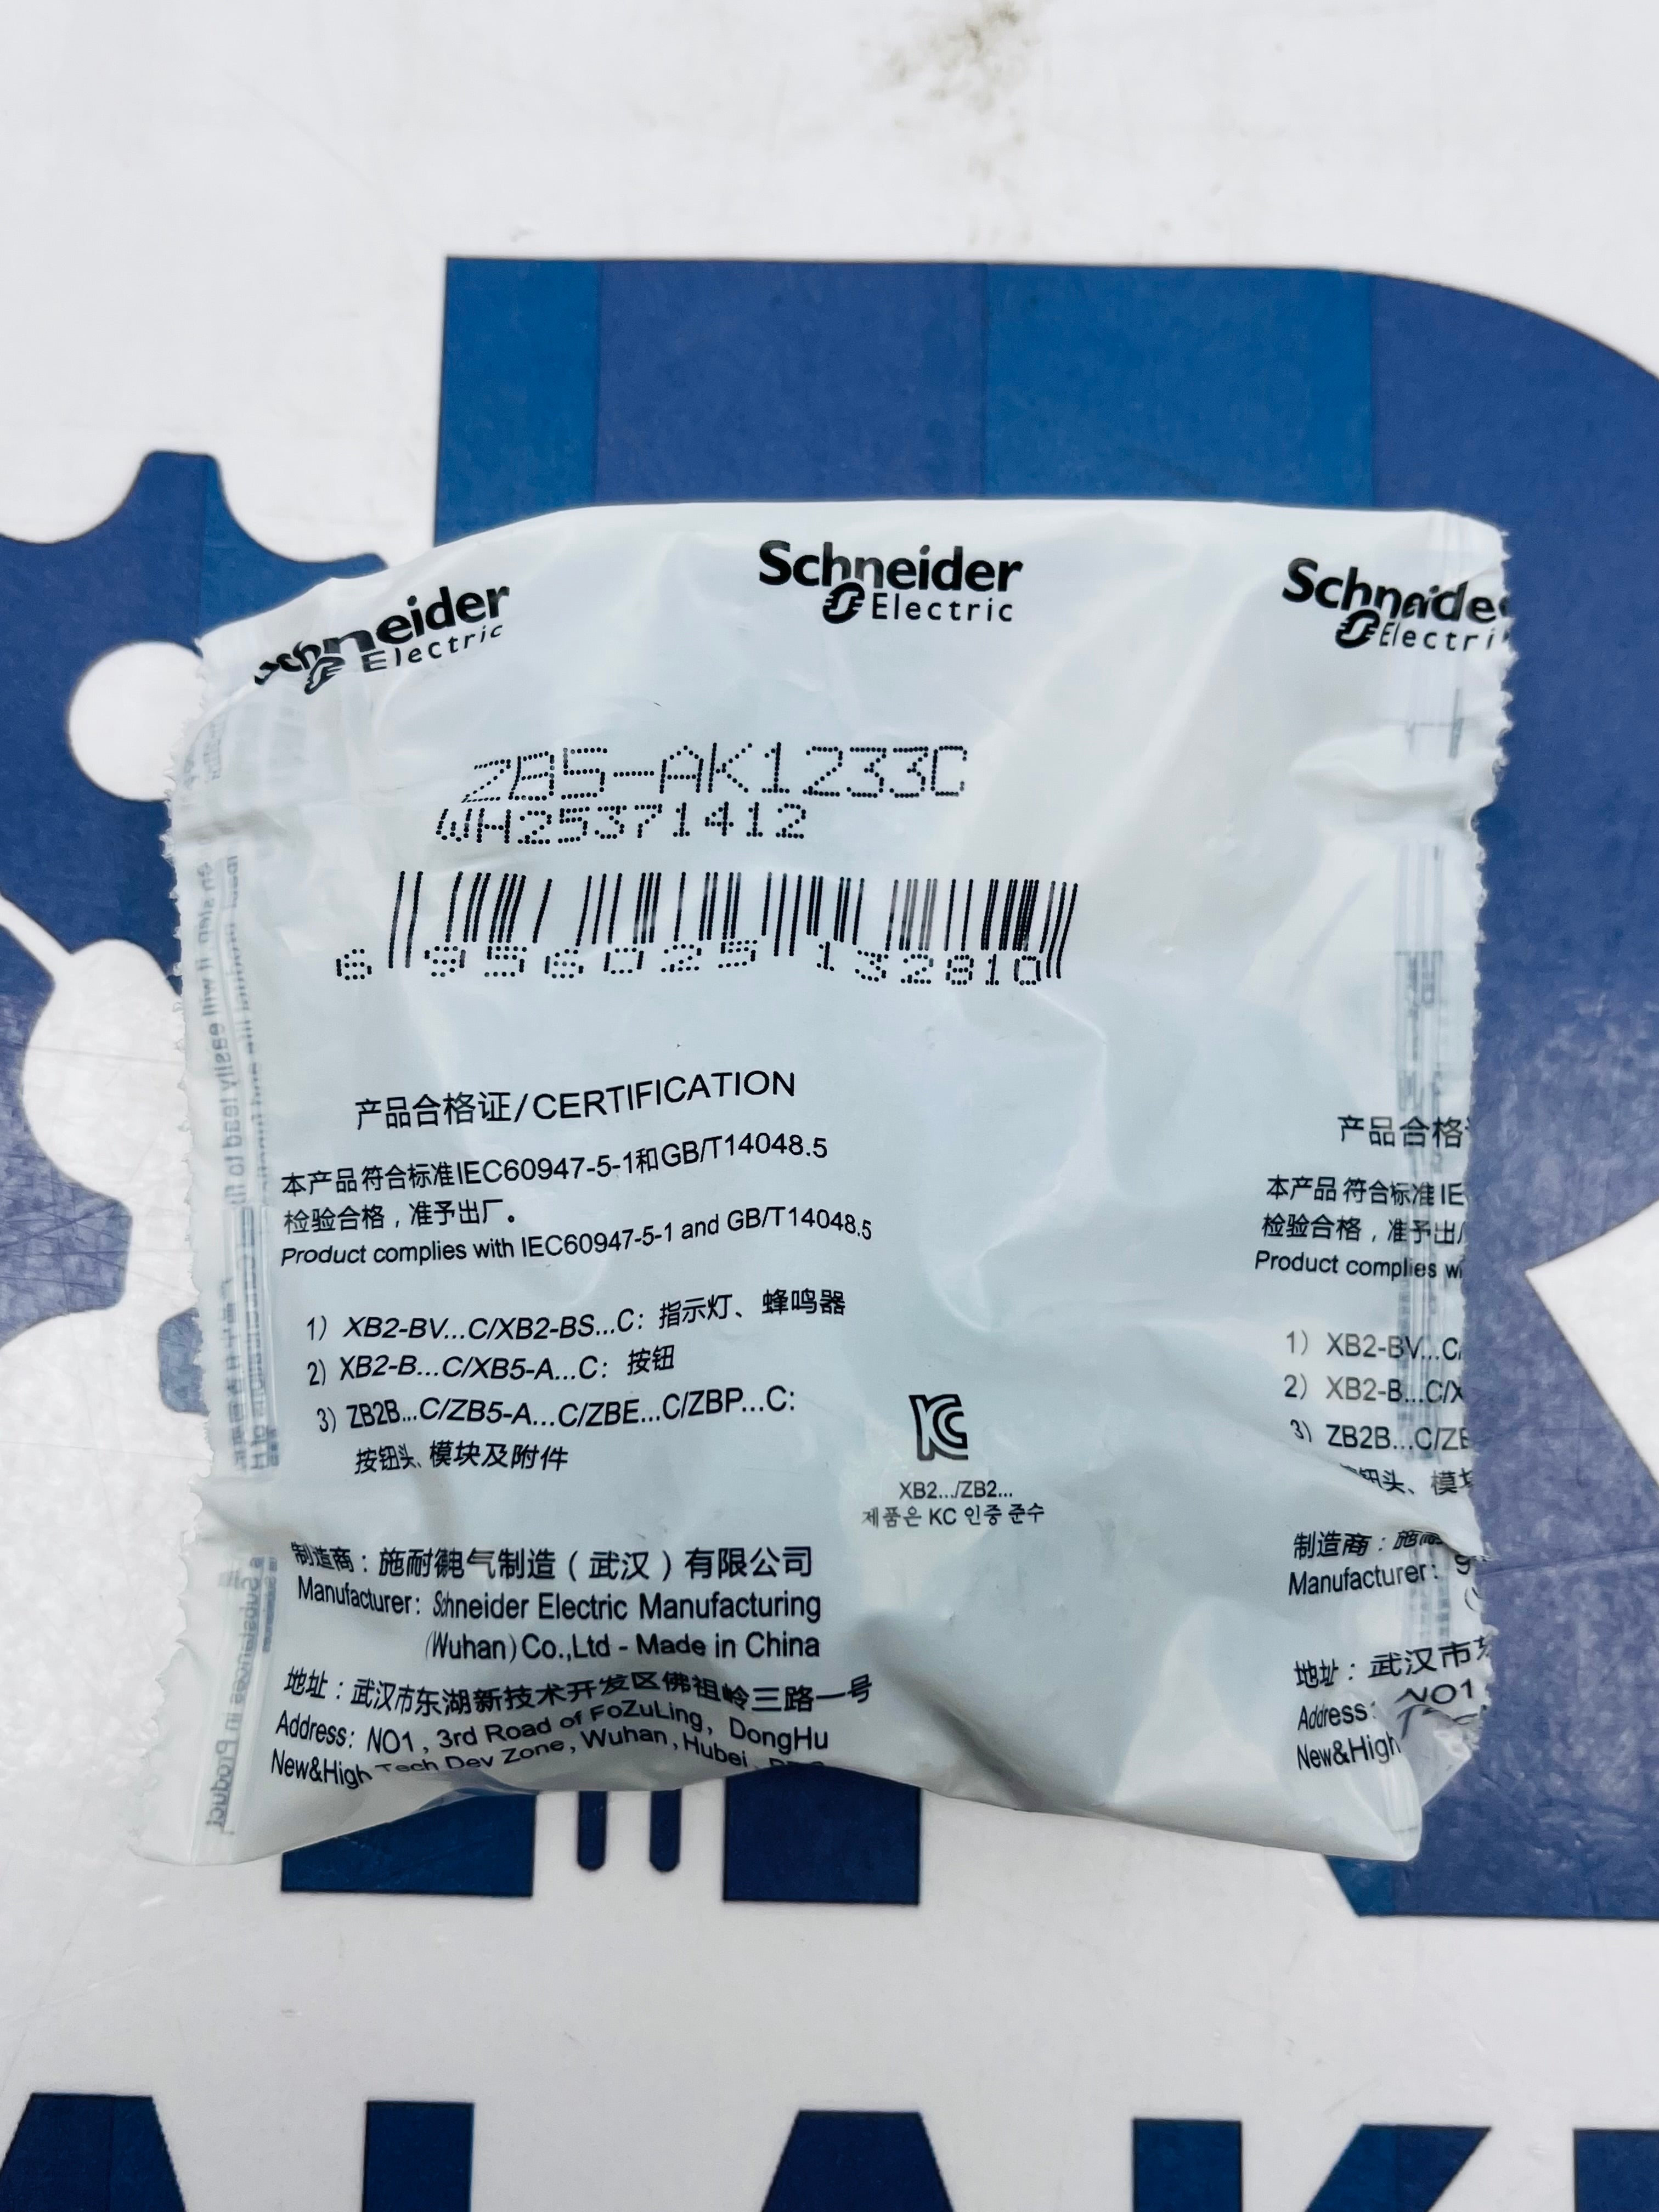 Schneider
Electric
Schneider
Electric
Schneide
Electri
ZB5-AK1233C
WH25371412
6 956025 132810
产品合格证/CERTIFICATION
本产品符合标准IEC60947-5-1和GB/T14048.5
检验合格，准予出厂。
Product complies with IEC60947-5-1 and GB/T14048.5
1) XB2-BV...C/XB2-BS...C: 指示灯、蜂鸣器
2) XB2-B...C/XB5-A...C: 按钮
3) ZB2B...C/ZB5-A...C/ZBE...C/ZBP...C:
按钮头、模块及附件
XB2.../ZB2...
제품은 KC 인증 준수
制造商：施耐德电气制造（武汉）有限公司
Manufacturer: Schneider Electric Manufacturing
(Wuhan) Co.,Ltd - Made in China
地址：武汉市东湖新技术开发区佛祖岭三路一号
Address: NO1, 3rd Road of FoZuLing, DongHu
New&High Tech Dev Zone, Wuhan, Hubei,
产品合格
本产品符合标准IE
检验合格，准予出
Product complies wi
1) XB2-BV...C
2) XB2-B...C/X
3) ZB2B...C/ZB
钮头、模
制造商：施耐
Manufacturer:
地址：武汉市东
Address: NO1
New&High